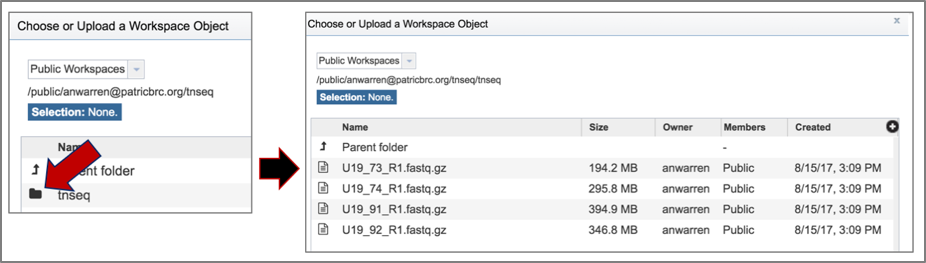 Choose or Upload a Workspace Object
Public Workspaces
/public/anwarren@patricbrc.org/tnseq
Selection: None.
Parent folder
tnseq
Choose or Upload a Workspace Object x
Public Workspaces
/public/anwarren@patricbrc.org/tnseq/tnseq
Selection: None.
Name Size Owner Members Created
Parent folder -
U19_73_R1.fastq.gz 194.2 MB anwarren Public 8/15/17, 3:09 PM
U19_74_R1.fastq.gz 295.8 MB anwarren Public 8/15/17, 3:09 PM
U19_91_R1.fastq.gz 394.9 MB anwarren Public 8/15/17, 3:09 PM
U19_92_R1.fastq.gz 346.8 MB anwarren Public 8/15/17, 3:09 PM